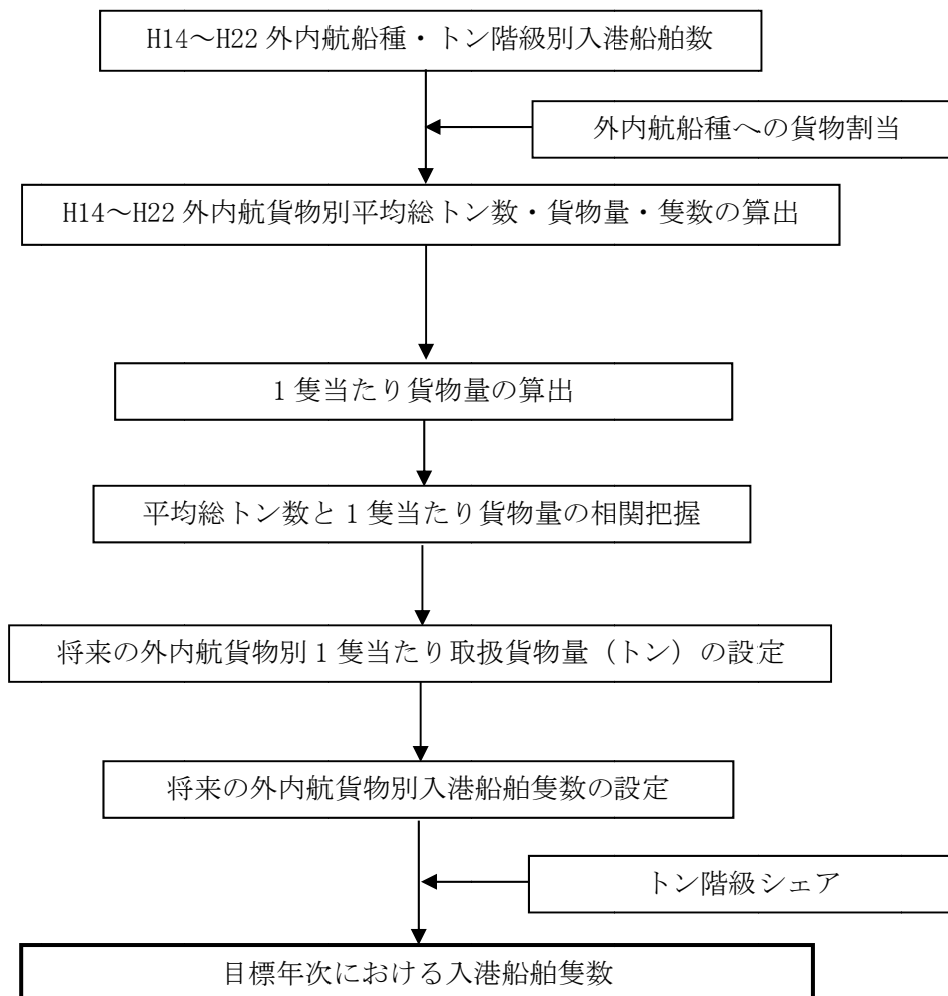 H14～H22 外内航船種・トン階級別入港船舶数
外内航船種への貨物割当
H14～H22 外内航貨物別平均総トン数・貨物量・隻数の算出
1 隻当たり貨物量の算出
平均総トン数と 1 隻当たり貨物量の相関把握
将来の外内航貨物別 1 隻当たり取扱貨物量（トン）の設定
将来の外内航貨物別入港船舶隻数の設定
トン階級シェア
目標年次における入港船舶隻数